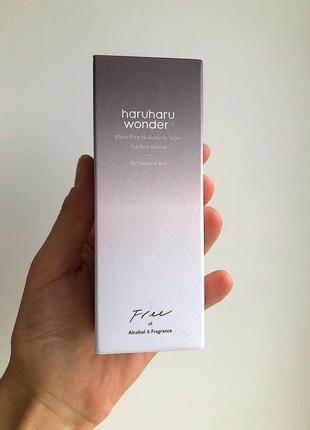 haruharu
wonder
Black Rice Hyaluronic Toner
The First Essence
For Sensitive Skin
Free
of
Alcohol & Fragrance